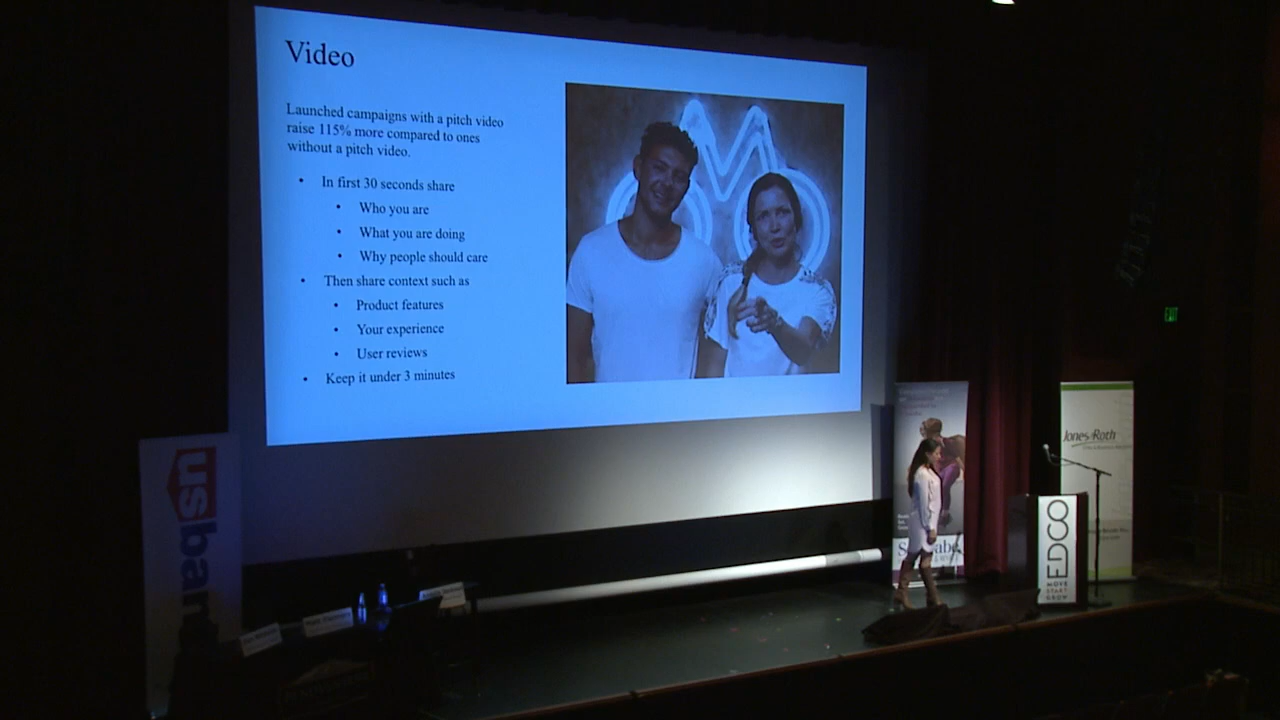 Video
Launched campaigns with a pitch video
raise 115% more compared to ones
without a pitch video.
• In first 30 seconds share
• Who you are
• What you are doing
• Why people should care
• Then share context such as
• Product features
• Your experience
• User reviews
• Keep it under 3 minutes
M
usbank
Jones Roth
EDCO
MOVE
START
GROW
EXIT